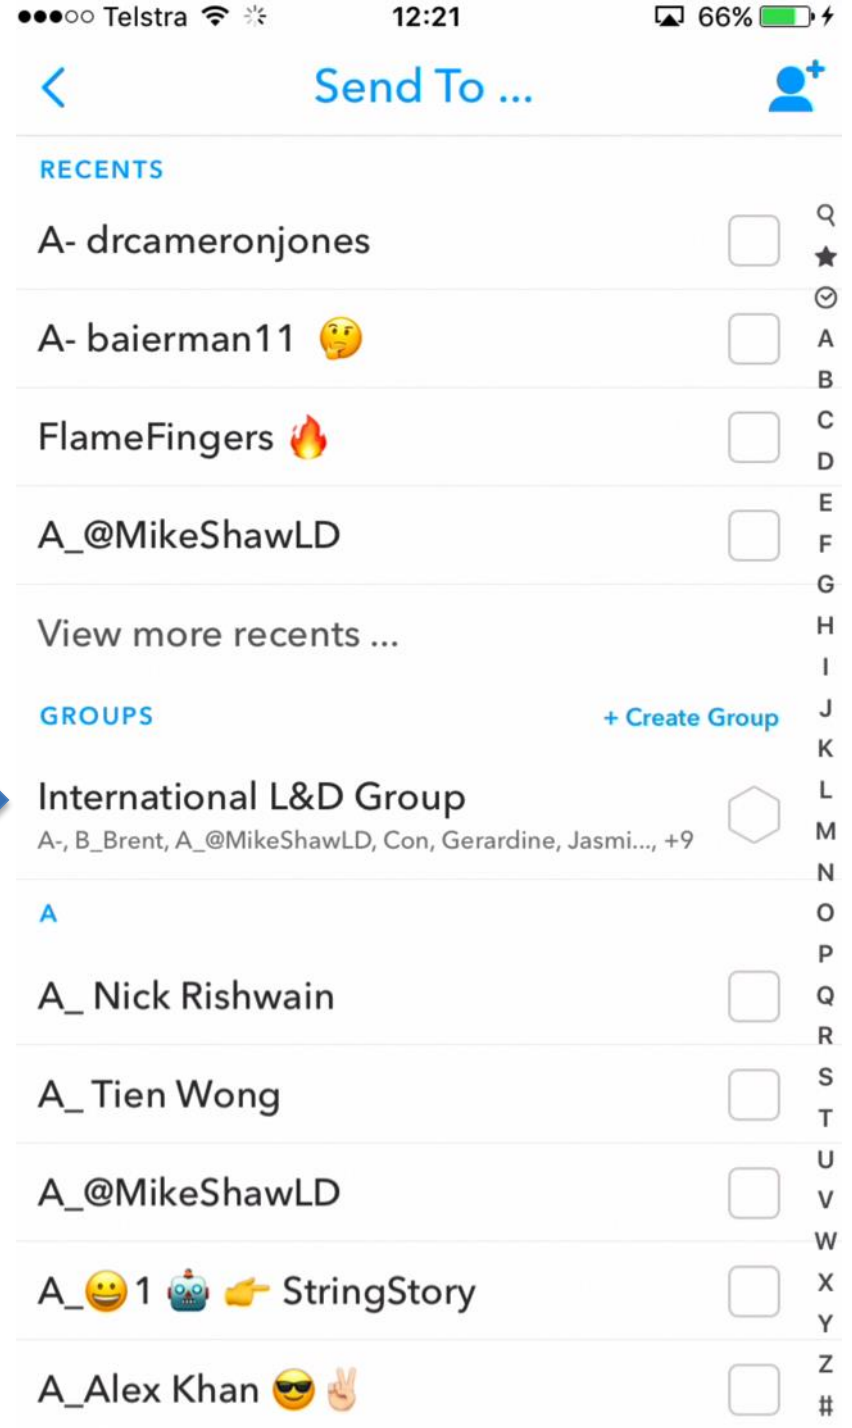 ●●●○○ Telstra 12:21 66%
Send To ...
RECENTS
A- drcameronjones
A- baierman11 🤔
FlameFingers 🔥
A_@MikeShawLD
View more recents ...
GROUPS + Create Group
International L&D Group
A-, B_Brent, A_@MikeShawLD, Con, Gerardine, Jasmi..., +9
A
A_ Nick Rishwain
A_ Tien Wong
A_@MikeShawLD
A_😀1 🤖 👉 StringStory
A_Alex Khan 😎✌🏻
A
B
C
D
E
F
G
H
I
J
K
L
M
N
O
P
Q
R
S
T
U
V
W
X
Y
Z
#